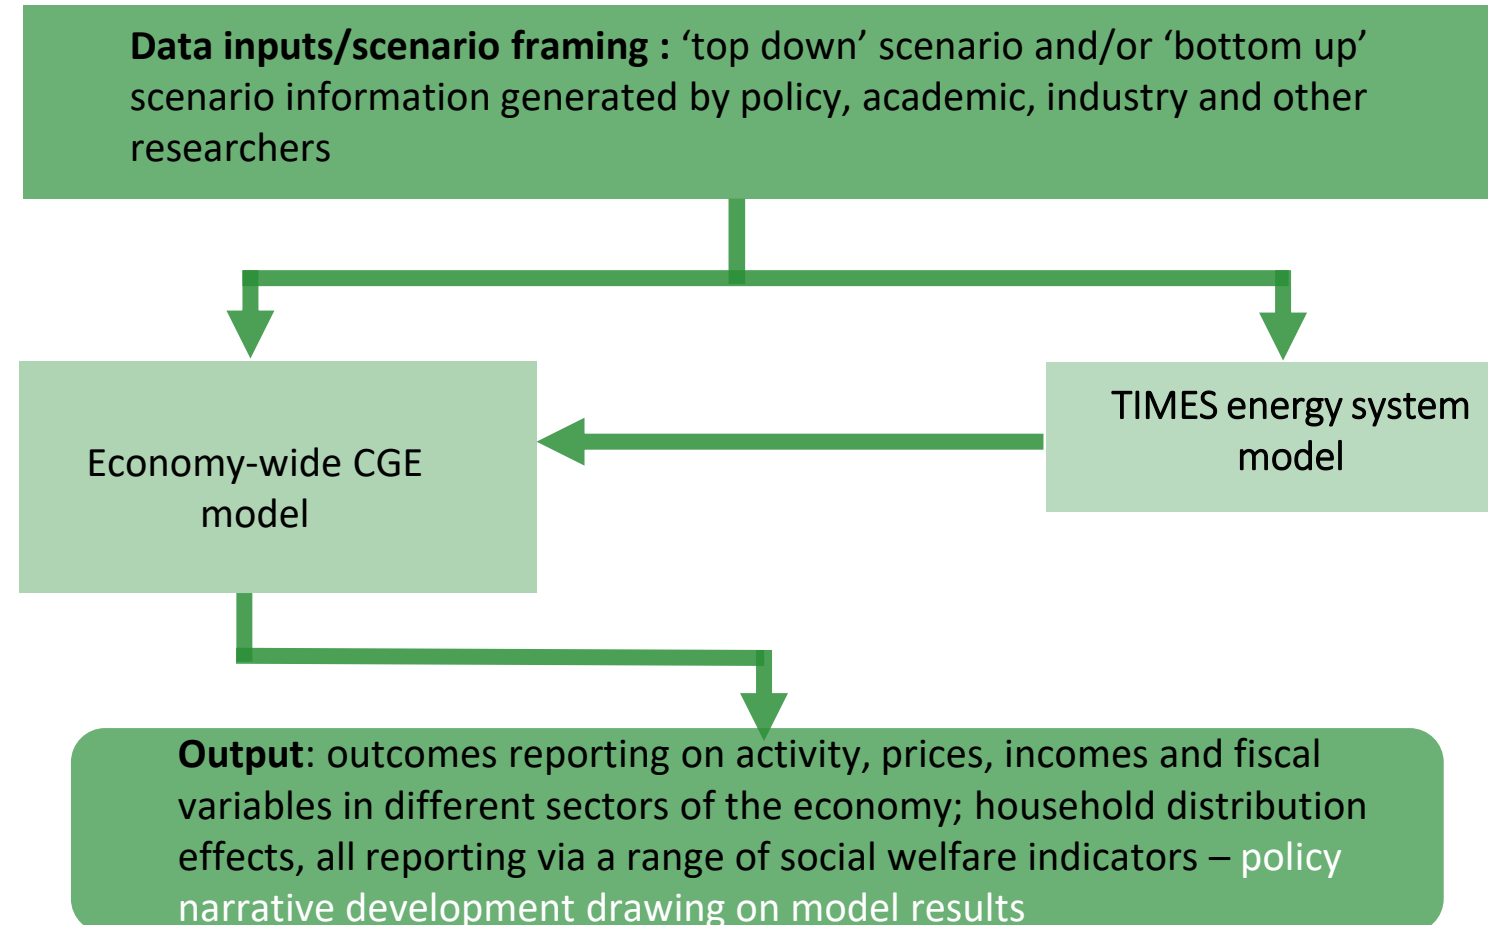 Data inputs/scenario framing : ‘top down’ scenario and/or ‘bottom up’
scenario information generated by policy, academic, industry and other
researchers
Economy-wide CGE
model
TIMES energy system
model
Output: outcomes reporting on activity, prices, incomes and fiscal
variables in different sectors of the economy; household distribution
effects, all reporting via a range of social welfare indicators – policy
narrative development drawing on model results